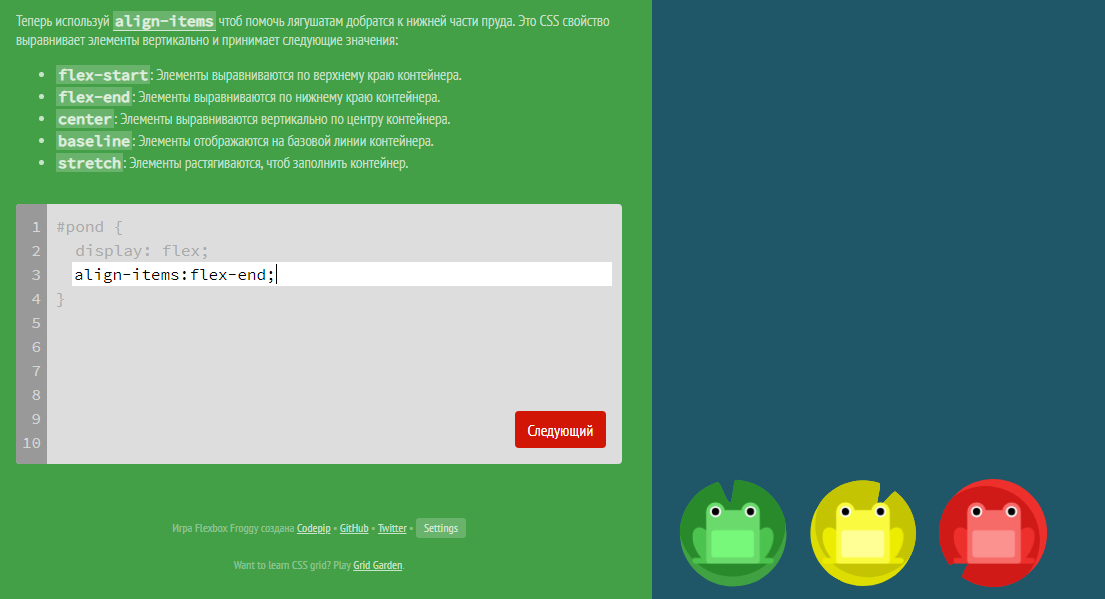 Теперь используй align-items чтоб помочь лягушатам добратся к нижней части пруда. Это CSS свойство
выравнивает элементы вертикально и принимает следующие значения:
• flex-start: Элементы выравниваются по верхнему краю контейнера.
• flex-end: Элементы выравниваются по нижнему краю контейнера.
• center: Элементы выравниваются вертикально по центру контейнера.
• baseline: Элементы отображаются на базовой линии контейнера.
• stretch: Элементы растягиваются, чтоб заполнить контейнер.
1 #pond {
2 display: flex;
3 align-items:flex-end;
4 }
5
6
7
8
9
10
Следующий
Игра Flexbox Froggy создана Codepip • GitHub • Twitter • Settings
Want to learn CSS grid? Play Grid Garden.